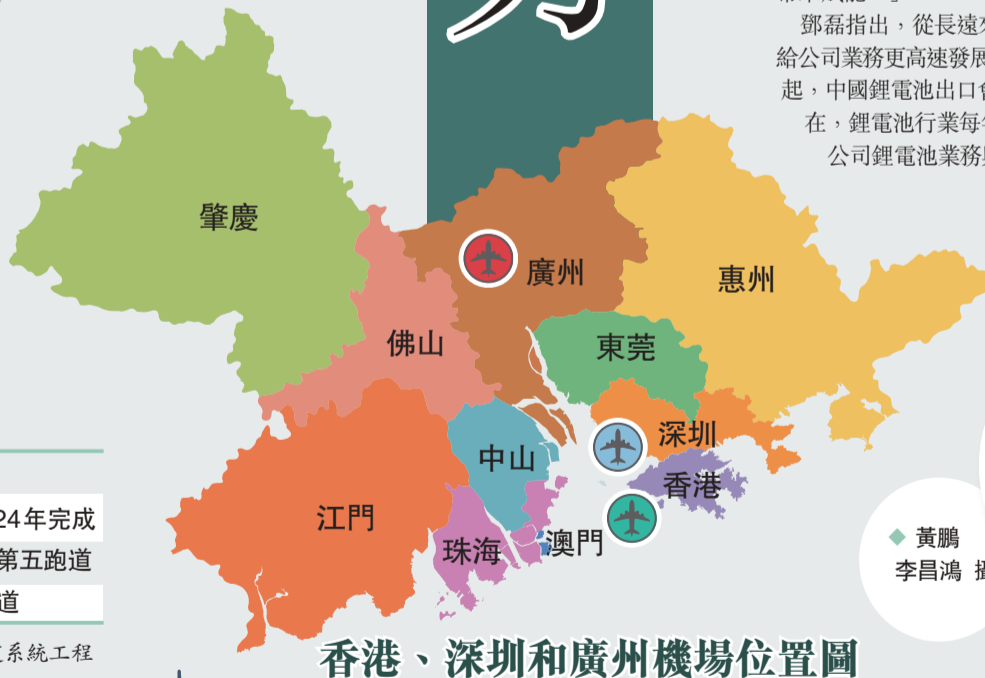 力
鄧磊指出，從長遠
給公司業務更高速發展
起，中國鋰電池出口
在，鋰電池行業每
公司鋰電池業務
肇慶
廣州
惠州
佛山
東莞
深圳
中山
香港
江門
珠海
澳門
24年完成
第五跑道
道
系統工程
◆ 黃鵬
李昌鴻
香港、深圳和廣州機場位置圖